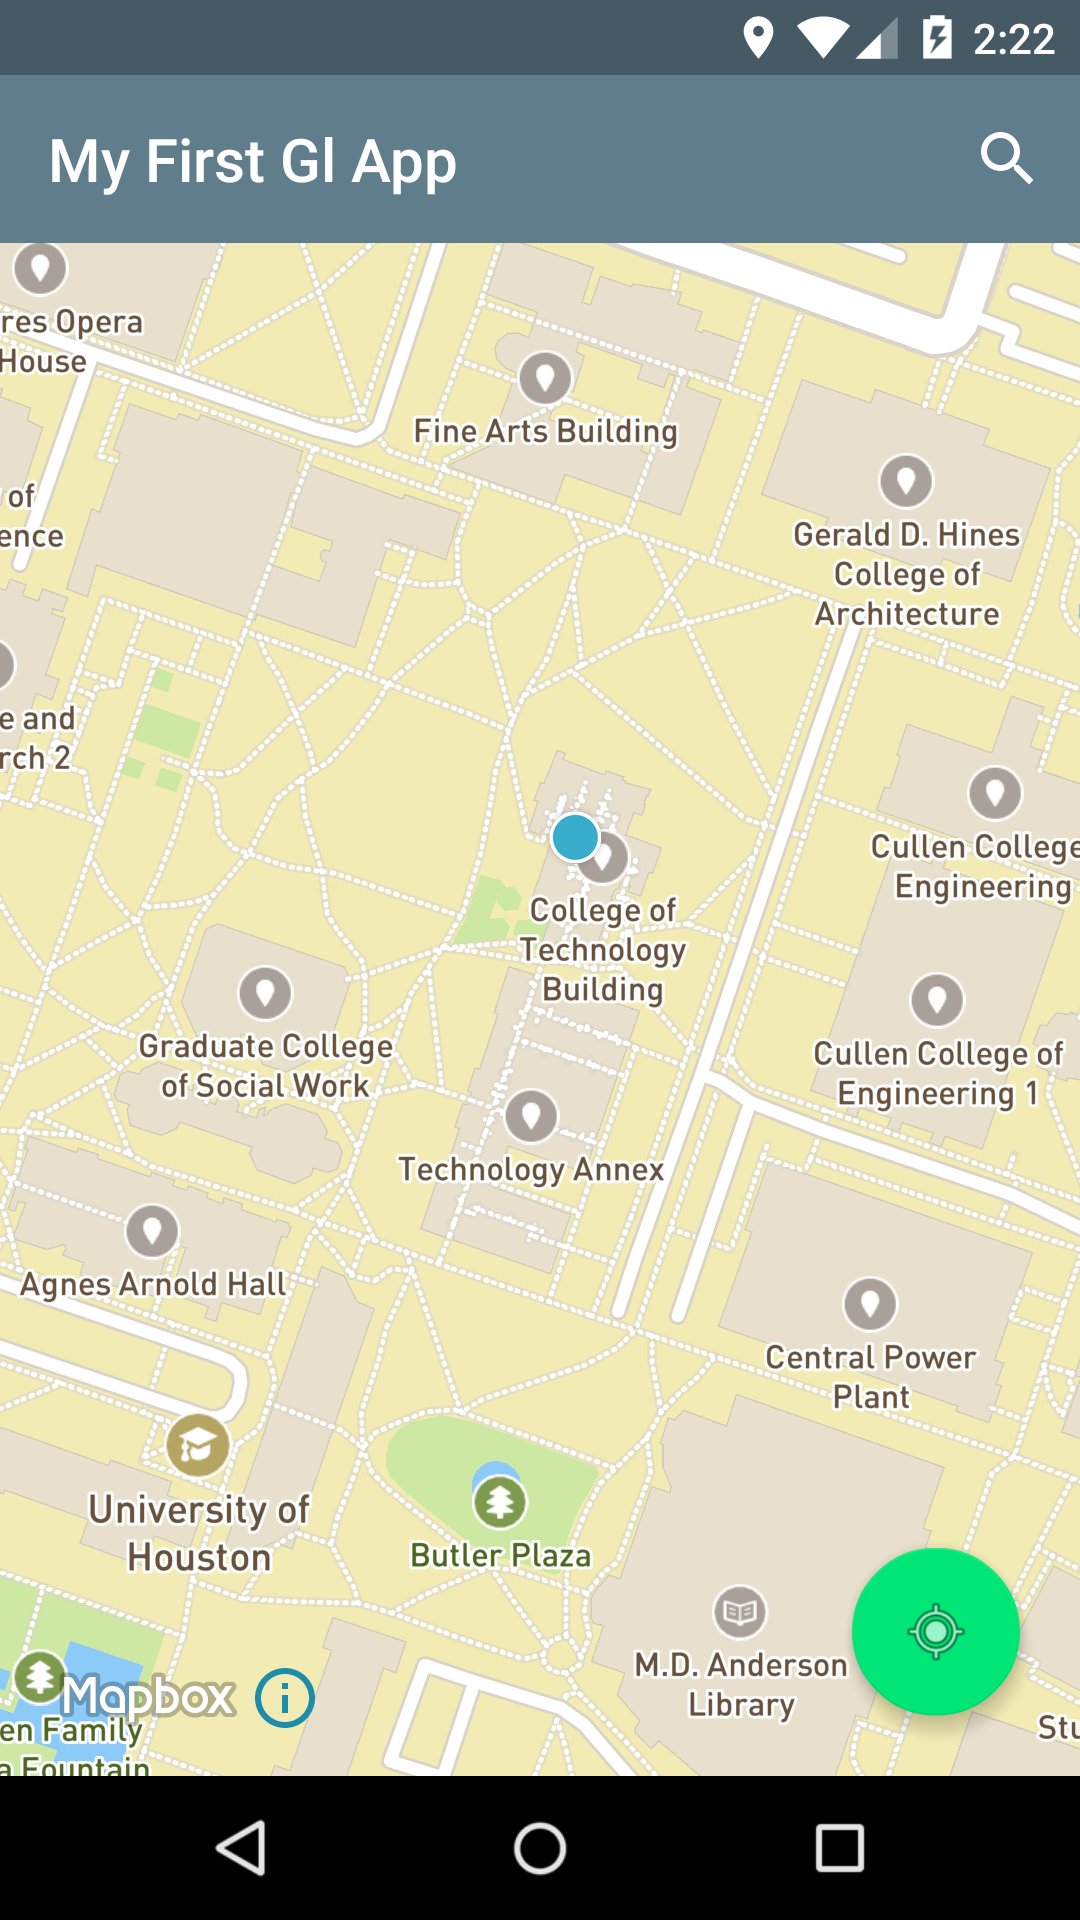 2:22
My First Gl App
res Opera
House
Fine Arts Building
of
ence
Gerald D. Hines
College of
Architecture
e and
rch 2
Cullen College
Engineering
College of
Technology
Building
Graduate College
of Social Work
Cullen College of
Engineering 1
Technology Annex
Agnes Arnold Hall
Central Power
Plant
University of
Houston
Butler Plaza
M.D. Anderson
Library
Mapbox
en Family
a Fountain
Stu